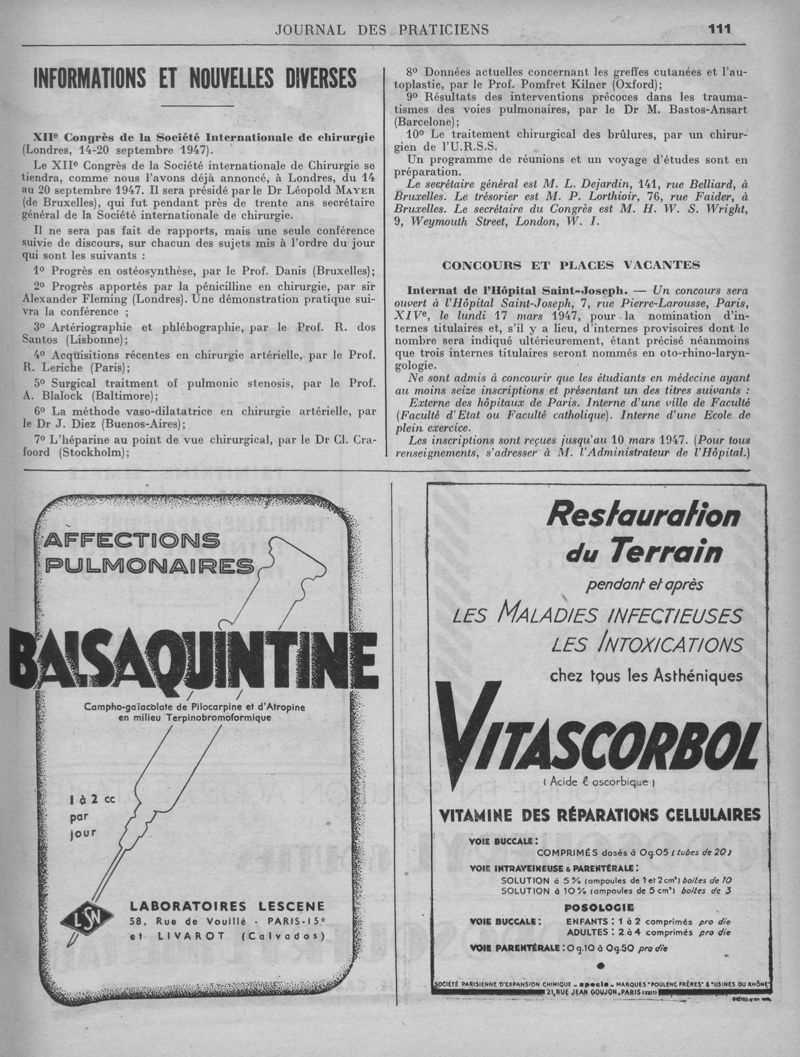 JOURNAL DES PRATICIENS
111
INFORMATIONS ET NOUVELLES DIVERSES
XIIe Congrès de la Société Internationale de chirurgie
(Londres, 14-20 septembre 1947).
Le XIIe Congrès de la Société internationale de Chirurgie se
tiendra, comme nous l'avons déjà annoncé, à Londres, du 14
au 20 septembre 1947. Il sera présidé par le Dr Léopold MAYER
(de Bruxelles), qui fut pendant près de trente ans secrétaire
général de la Société internationale de chirurgie.
Il ne sera pas fait de rapports, mais une seule conférence
suivie de discours, sur chacun des sujets mis à l'ordre du jour
qui sont les suivants :
1o Progrès en ostéosynthèse, par le Prof. Danis (Bruxelles);
2o Progrès apportés par la pénicilline en chirurgie, par sir
Alexander Fleming (Londres). Une démonstration pratique sui-
vra la conférence ;
3o Artériographie et phlébographie, par le Prof. R. dos
Santos (Lisbonne);
4o Acquisitions récentes en chirurgie artérielle, par le Prof.
R. Leriche (Paris);
5o Surgical traitment of pulmonic stenosis, par le Prof.
A. Blalock (Baltimore);
6o La méthode vaso-dilatatrice en chirurgie artérielle, par
le Dr J. Diez (Buenos-Aires);
7o L'héparine au point de vue chirurgical, par le Dr Cl. Cra-
foord (Stockholm);
8o Données actuelles concernant les greffes cutanées et l'au-
toplastie, par le Prof. Pomfret Kilner (Oxford);
9o Résultats des interventions précoces dans les trauma-
tismes des voies pulmonaires, par le Dr M. Bastos-Ansart
(Barcelone);
10o Le traitement chirurgical des brûlures, par un chirur-
gien de l'U.R.S.S.
Un programme de réunions et un voyage d'études sont en
préparation.
Le secrétaire général est M. L. Dejardin, 141, rue Belliard, à
Bruxelles. Le trésorier est M. P. Lorthioir, 76, rue Faider, à
Bruxelles. Le secrétaire du Congrès est M. H. W. S. Wright,
9, Weymouth Street, London, W. I.
CONCOURS ET PLACES VACANTES
Internat de l'Hôpital Saint-Joseph. — Un concours sera
ouvert à l'Hôpital Saint-Joseph, 7, rue Pierre-Larousse, Paris,
XIVe, le lundi 17 mars 1947, pour la nomination d'in-
ternes titulaires et, s'il y a lieu, d'internes provisoires dont le
nombre sera indiqué ultérieurement, étant précisé néanmoins
que trois internes titulaires seront nommés en oto-rhino-laryn-
gologie.
Ne sont admis à concourir que les étudiants en médecine ayant
au moins seize inscriptions et présentant un des titres suivants :
Externe des hôpitaux de Paris. Interne d'une ville de Faculté
(Faculté d'Etat ou Faculté catholique). Interne d'une Ecole de
plein exercice.
Les inscriptions sont reçues jusqu'au 10 mars 1947. (Pour tous
renseignements, s'adresser à M. l'Administrateur de l'Hôpital.)
AFFECTIONS
PULMONAIRES
BALSAQUINTINE
Campho-gaïacolate de Pilocarpine et d'Atropine
en milieu Terpinobromoformique
1 à 2 cc
par
jour
LSN
LABORATOIRES LESCÈNE
58, Rue de Vouillé - PARIS-15e
et LIVAROT (Calvados)
Restauration
du Terrain
pendant et après
LES MALADIES INFECTIEUSES
LES INTOXICATIONS
chez tous les Asthéniques
VITASCORBOL
(Acide l ascorbique)
VITAMINE DES RÉPARATIONS CELLULAIRES
VOIE BUCCALE:
COMPRIMÉS dosés à 0g.05 (tubes de 20)
VOIE INTRAVEINEUSE & PARENTÉRALE:
SOLUTION à 5% (ampoules de 1 et 2 cm³) boîtes de 10
SOLUTION à 10% (ampoules de 5 cm³) boîtes de 3
POSOLOGIE
VOIE BUCCALE: ENFANTS: 1 à 2 comprimés pro die
ADULTES: 2 à 4 comprimés pro die
VOIE PARENTÉRALE: 0g.10 à 0g.50 pro die
SOCIÉTÉ PARISIENNE D'EXPANSION CHIMIQUE - specia - MARQUES "POULENC FRÈRES" & "USINES DU RHÔNE"
21, RUE JEAN GOUJON, PARIS (VIII)